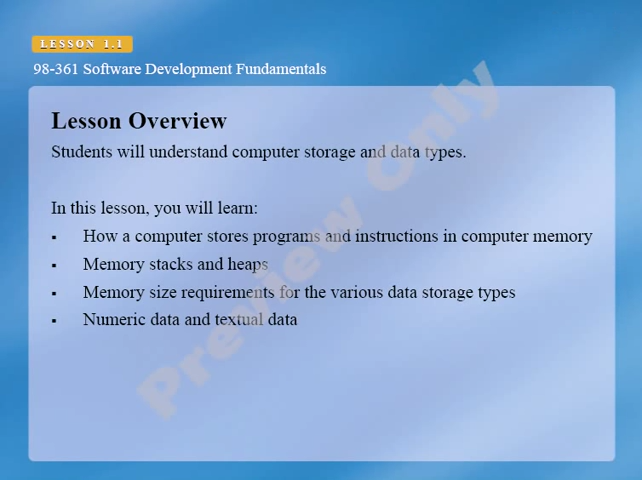 LESSON 1.1
98-361 Software Development Fundamentals
Lesson Overview
Students will understand computer storage and data types.
In this lesson, you will learn:
▪ How a computer stores programs and instructions in computer memory
▪ Memory stacks and heaps
▪ Memory size requirements for the various data storage types
▪ Numeric data and textual data
Preview Only